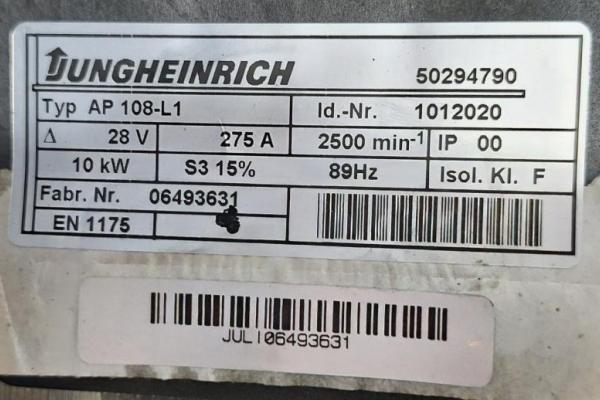 JUNGHEINRICH 50294790
Typ AP 108-L1 Id.-Nr. 1012020
Δ 28 V 275 A 2500 min-1 IP 00
10 kW S3 15% 89Hz Isol. Kl. F
Fabr. Nr. 06493631
EN 1175
JULI06493631